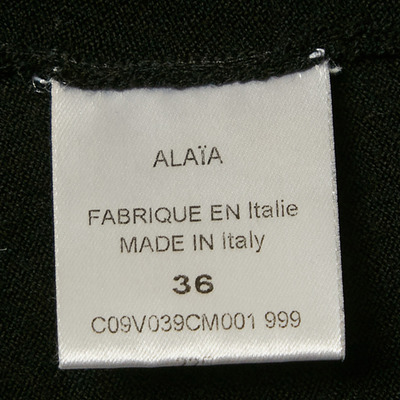 ALAÏA
FABRIQUE EN Italie
MADE IN Italy
36
C09V039CM001 999